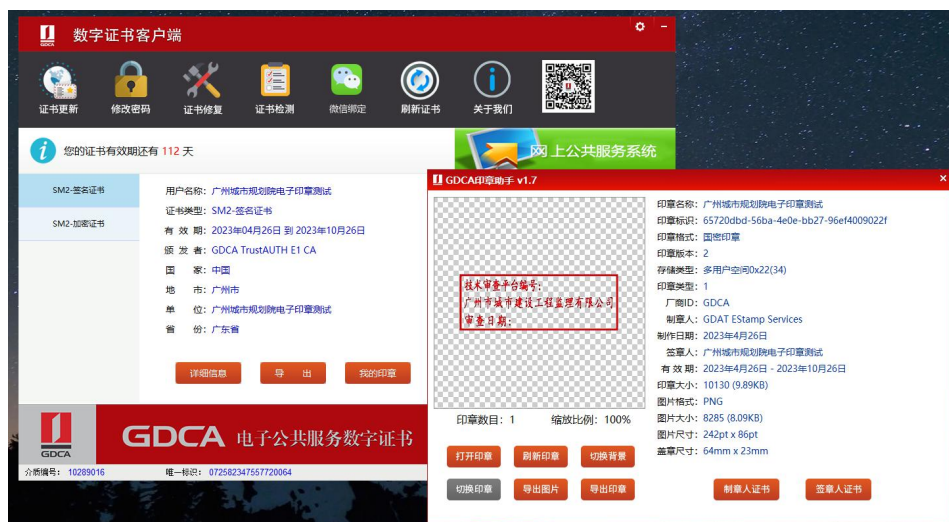 GDCA
数字证书客户端
证书更新
修改密码
证书修复
证书检测
微信绑定
刷新证书
关于我们
您的证书有效期还有 112 天
网上公共服务系统
SM2-签名证书
SM2-加密证书
用户名称：广州城市规划院电子印章测试
证书类型：SM2-签名证书
有 效 期：2023年04月26日 到 2023年10月26日
颁 发 者：GDCA TrustAUTH E1 CA
国 家：中国
地 市：广州市
单 位：广州城市规划院电子印章测试
省 份：广东省
详细信息
导 出
我的印章
GDCA
GDCA 电子公共服务数字证书
介质编号： 10289016
唯一标识： 072582347557720064
GDCA印章助手 v1.7
技术审查平台编号：
广州市城市建设工程监理有限公司
审查日期：
印章数目：1
缩放比例：100%
打开印章
刷新印章
切换背景
切换印章
导出图片
导出印章
印章名称：广州城市规划院电子印章测试
印章标识：65720dbd-56ba-4e0e-bb27-96ef4009022f
印章格式：国密印章
印章版本：2
存储类型：多用户空间0x22(34)
印章类型：1
厂商ID：GDCA
制章人：GDAT EStamp Services
制作日期：2023年4月26日
签章人：广州城市规划院电子印章测试
有 效 期：2023年4月26日 - 2023年10月26日
印章大小：10130 (9.89KB)
图片格式：PNG
图片大小：8285 (8.09KB)
图片尺寸：242pt x 86pt
盖章尺寸：64mm x 23mm
制章人证书
签章人证书